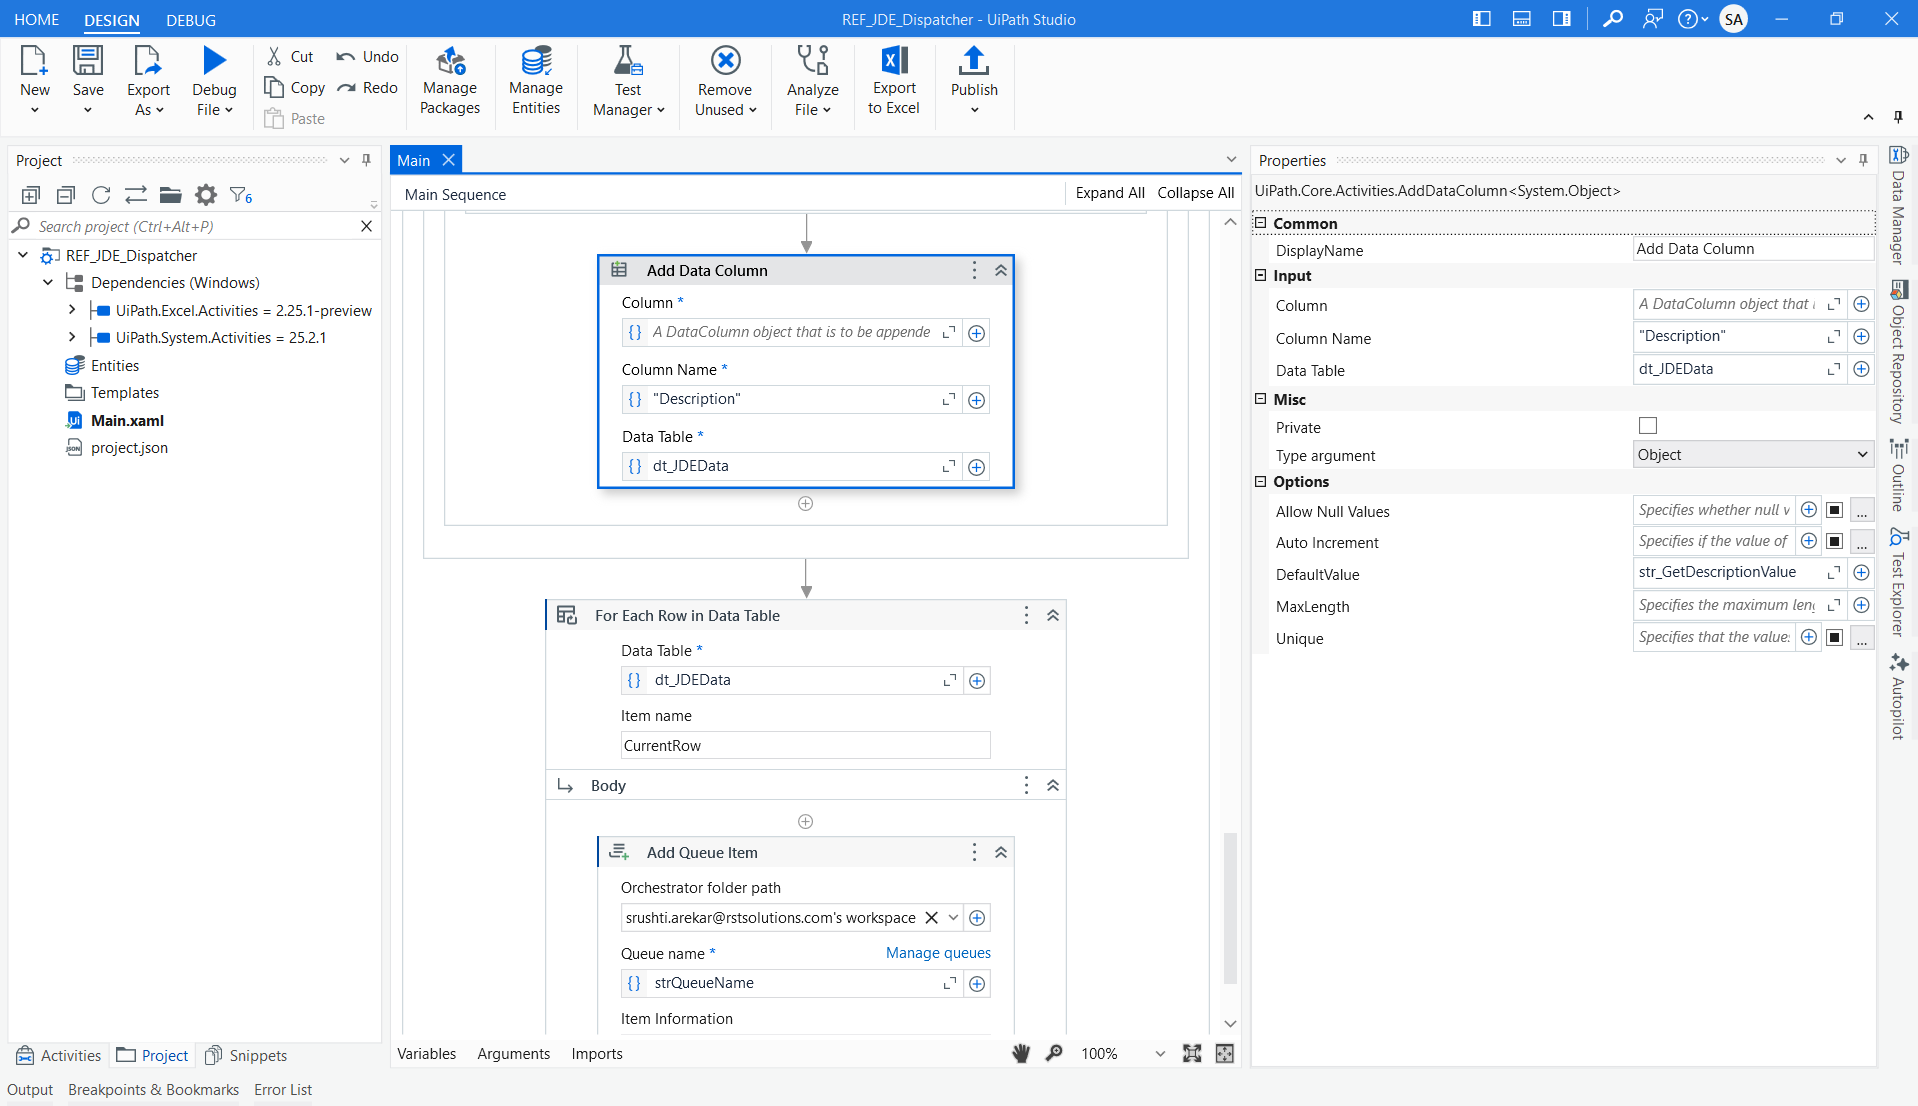 HOME DESIGN DEBUG REF_JDE_Dispatcher - UiPath Studio SA
New Save Export As Debug File
Cut Undo
Copy Redo
Paste
Manage Packages
Manage Entities
Test Manager
Remove Unused
Analyze File
Export to Excel
Publish
Project
6
Search project (Ctrl+Alt+P)
REF_JDE_Dispatcher
Dependencies (Windows)
UiPath.Excel.Activities = 2.25.1-preview
UiPath.System.Activities = 25.2.1
Entities
Templates
Main.xaml
project.json
Activities Project Snippets
Output Breakpoints & Bookmarks Error List
Main
Main Sequence Expand All Collapse All
Add Data Column
Column *
{} A DataColumn object that is to be appende
Column Name *
{} "Description"
Data Table *
{} dt_JDEData
For Each Row in Data Table
Data Table *
{} dt_JDEData
Item name
CurrentRow
Body
Add Queue Item
Orchestrator folder path
srushti.arekar@rstsolutions.com's workspace
Queue name * Manage queues
{} strQueueName
Item Information
Variables Arguments Imports 100%
Properties
UiPath.Core.Activities.AddDataColumn<System.Object>
Common
DisplayName Add Data Column
Input
Column A DataColumn object that i
Column Name "Description"
Data Table dt_JDEData
Misc
Private
Type argument Object
Options
Allow Null Values Specifies whether null v ...
Auto Increment Specifies if the value of ...
DefaultValue str_GetDescriptionValue
MaxLength Specifies the maximum len
Unique Specifies that the value: ...
Data Manager
Object Repository
Outline
Test Explorer
Autopilot